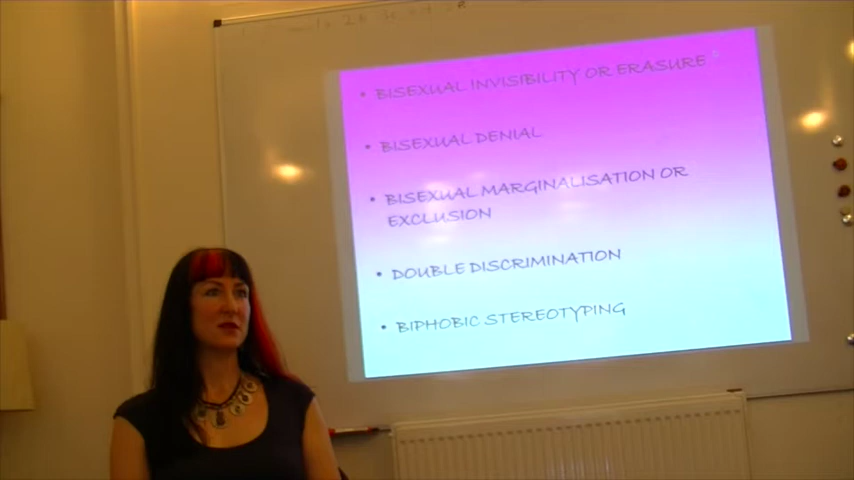 • BISEXUAL INVISIBILITY OR ERASURE
• BISEXUAL DENIAL
• BISEXUAL MARGINALISATION OR
EXCLUSION
• DOUBLE DISCRIMINATION
• BIPHOBIC STEREOTYPING